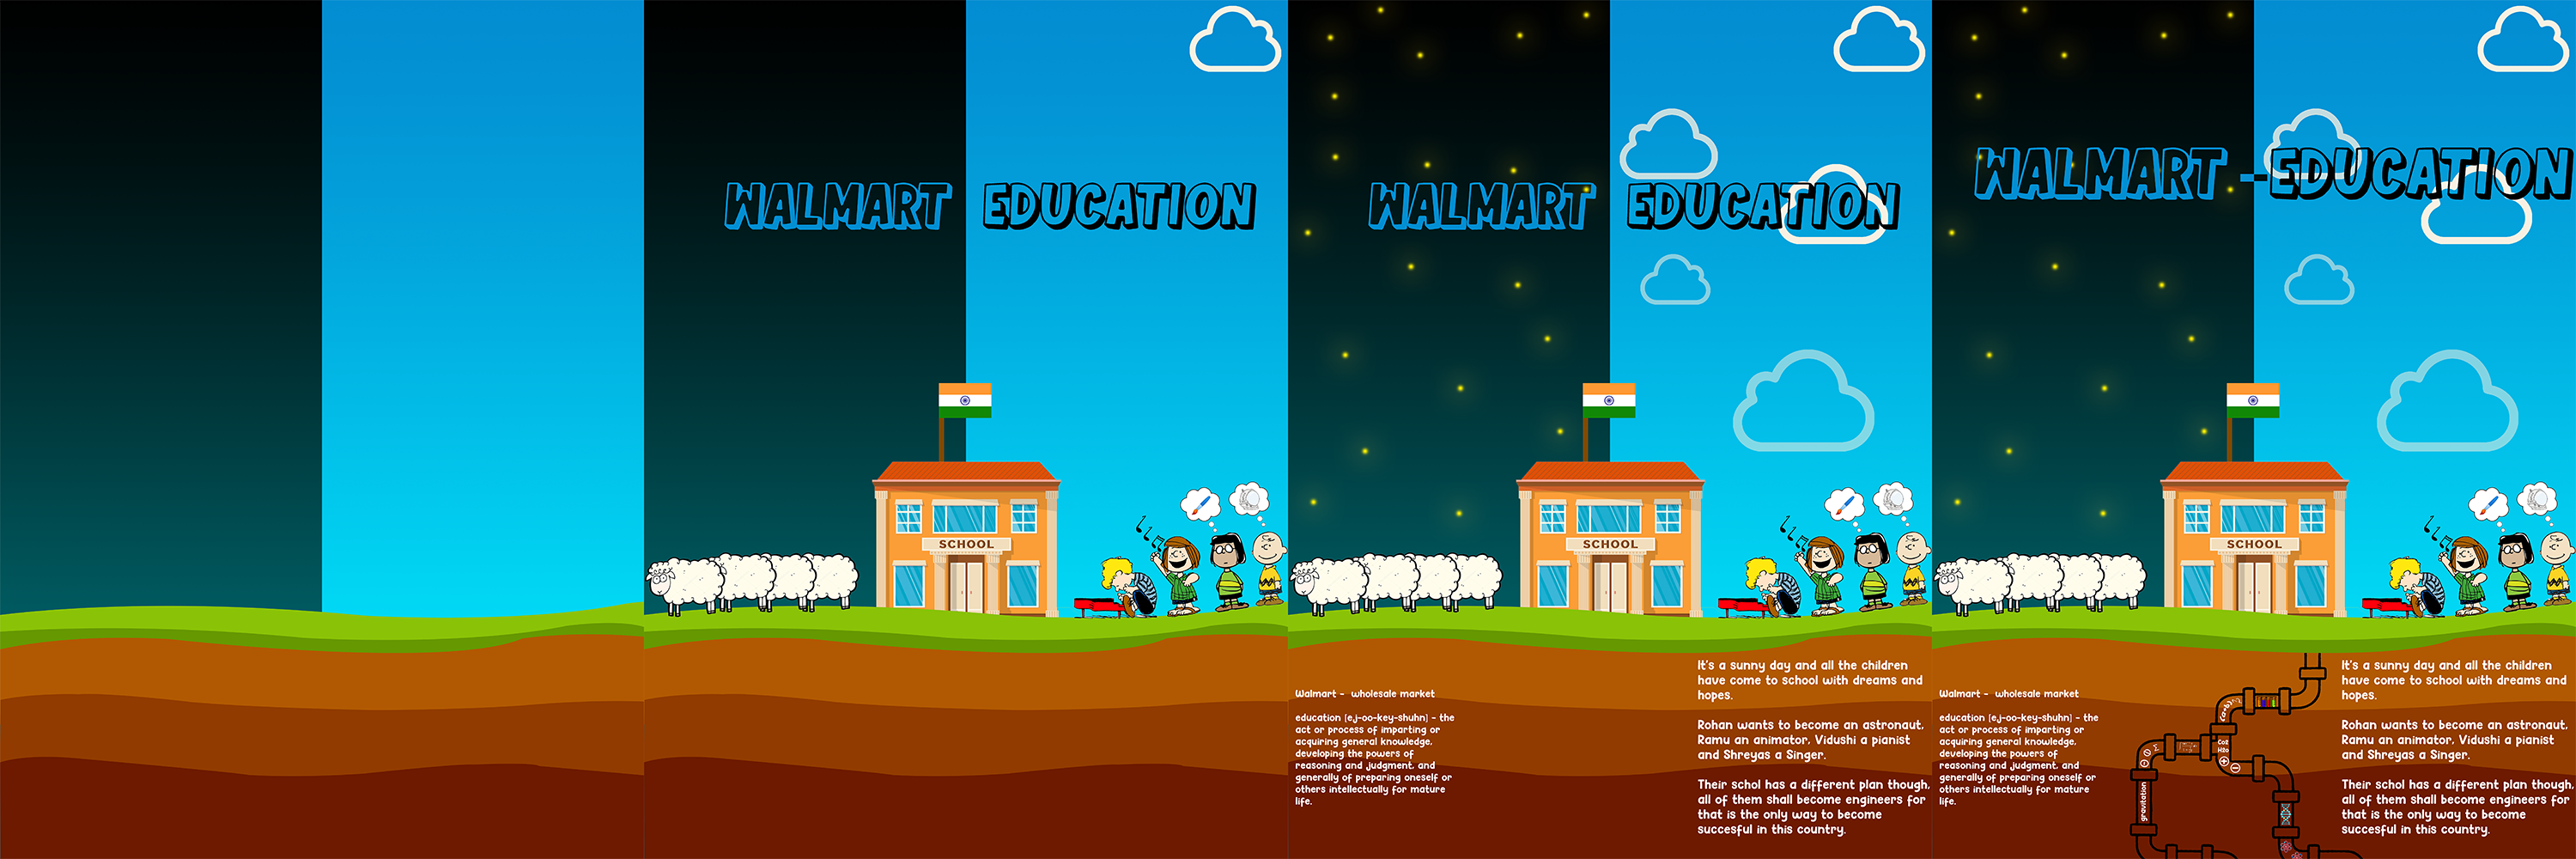 WALMART EDUCATION
SCHOOL
WALMART EDUCATION
SCHOOL
Walmart - wholesale market
education [ej-oo-key-shuhn] - the
act or process of imparting or
acquiring general knowledge,
developing the powers of
reasoning and judgment, and
generally of preparing oneself or
others intellectually for mature
life.
It's a sunny day and all the children
have come to school with dreams and
hopes.
Rohan wants to become an astronaut,
Ramu an animator, Vidushi a pianist
and Shreyas a Singer.
Their schol has a different plan though,
all of them shall become engineers for
that is the only way to become
succesful in this country.
WALMART -EDUCATION
SCHOOL
Walmart - wholesale market
education [ej-oo-key-shuhn] - the
act or process of imparting or
acquiring general knowledge,
developing the powers of
reasoning and judgment, and
generally of preparing oneself or
others intellectually for mature
life.
(a+b)
Co2
H2o
gravitation
It's a sunny day and all the children
have come to school with dreams and
hopes.
Rohan wants to become an astronaut,
Ramu an animator, Vidushi a pianist
and Shreyas a Singer.
Their schol has a different plan though,
all of them shall become engineers for
that is the only way to become
succesful in this country.